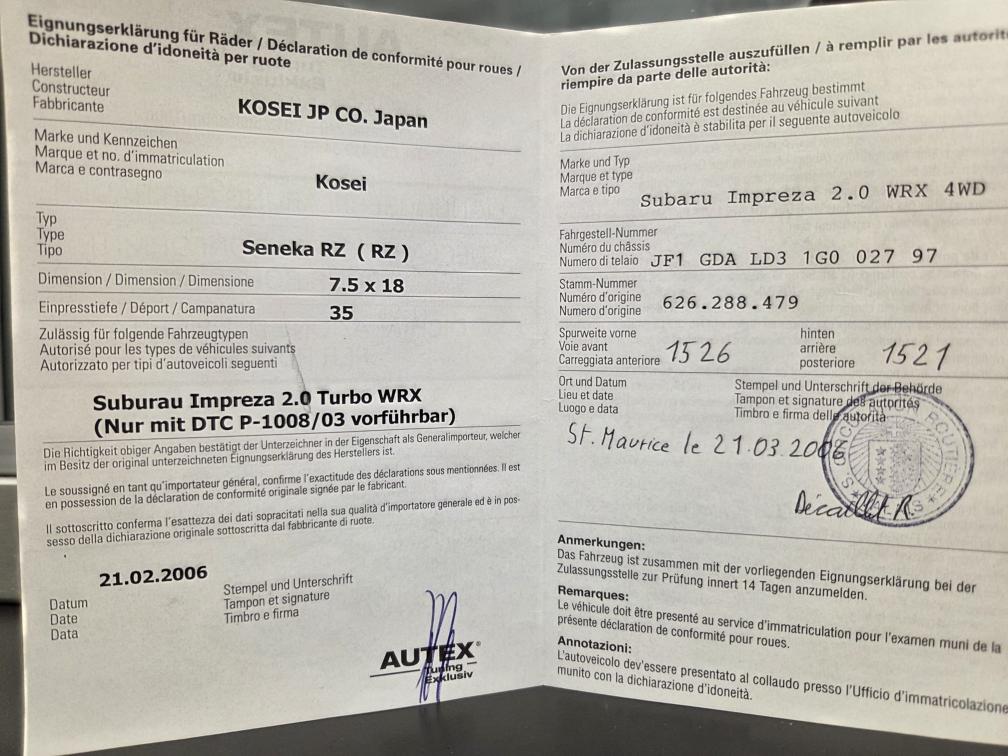 Eignungserklärung für Räder / Déclaration de conformité pour roues /
Dichiarazione d'idoneità per ruote
Hersteller
Constructeur
Fabbricante
KOSEI JP CO. Japan
Marke und Kennzeichen
Marque et no. d'immatriculation
Marca e contrasegno
Kosei
Typ
Type
Tipo
Seneka RZ ( RZ )
Dimension / Dimension / Dimensione
7.5 x 18
Einpresstiefe / Déport / Campanatura
35
Zulässig für folgende Fahrzeugtypen
Autorisé pour les types de véhicules suivants
Autorizzato per tipi d'autoveicoli seguenti
Suburau Impreza 2.0 Turbo WRX
(Nur mit DTC P-1008/03 vorführbar)
Die Richtigkeit obiger Angaben bestätigt der Unterzeichner in der Eigenschaft als Generalimporteur, welcher
im Besitz der original unterzeichneten Eignungserklärung des Herstellers ist.
Le soussigné en tant qu'importateur général, confirme l'exactitude des déclarations sous mentionnées. Il est
en possession de la déclaration de conformité originale signée par le fabricant.
Il sottoscritto conferma l'esattezza dei dati sopracitati nella sua qualità d'importatore generale ed è in pos-
sesso della dichiarazione originale sottoscritta dal fabbricante di ruote.
21.02.2006
Datum
Date
Data
Stempel und Unterschrift
Tampon et signature
Timbro e firma
AUTEX®
Tuning
Exklusiv
Von der Zulassungsstelle auszufüllen / à remplir par les autorit
riempire da parte delle autorità:
Die Eignungserklärung ist für folgendes Fahrzeug bestimmt
La déclaration de conformité est destinée au véhicule suivant
La dichiarazione d'idoneità è stabilita per il seguente autoveicolo
Marke und Typ
Marque et type
Marca e tipo
Subaru Impreza 2.0 WRX 4WD
Fahrgestell-Nummer
Numéro du châssis
Numero di telaio
JF1 GDA LD3 1G0 027 97
Stamm-Nummer
Numéro d'origine
Numero d'origine
626.288.479
Spurweite vorne
Voie avant
Carreggiata anteriore
1526
hinten
arrière
posteriore
1521
Ort und Datum
Lieu et date
Luogo e data
Stempel und Unterschrift der Behörde
Tampon et signature des autorités
Timbro e firma delle autorità
St. Maurice le 21.03.2006
ROUTIERE
Décaillet R.
Anmerkungen:
Das Fahrzeug ist zusammen mit der vorliegenden Eignungserklärung bei der
Zulassungsstelle zur Prüfung innert 14 Tagen anzumelden.
Remarques:
Le véhicule doit être presenté au service d'immatriculation pour l'examen muni de la
présente déclaration de conformité pour roues.
Annotazioni:
L'autoveicolo dev'essere presentato al collaudo presso l'Ufficio d'immatricolazione
munito con la dichiarazione d'idoneità.